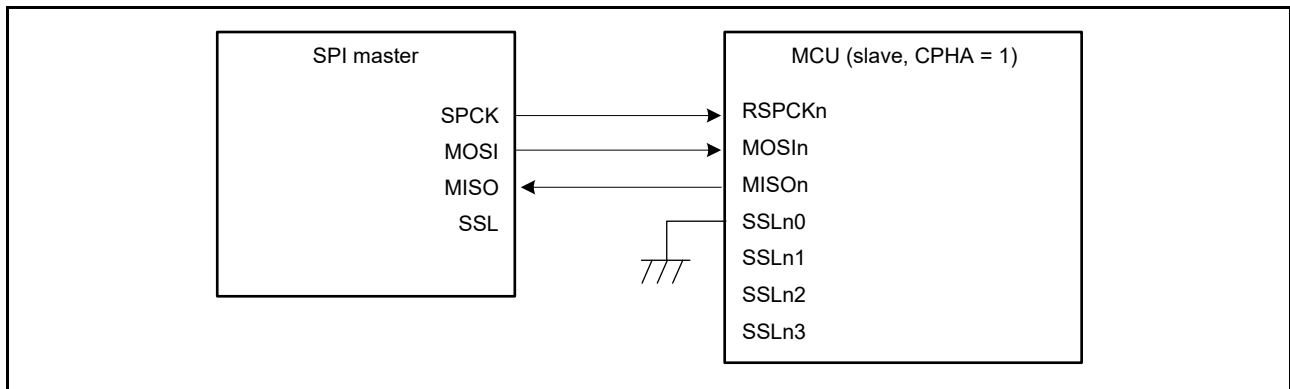 SPI master
SPCK
MOSI
MISO
SSL
MCU (slave, CPHA = 1)
RSPCKn
MOSIn
MISOn
SSLn0
SSLn1
SSLn2
SSLn3